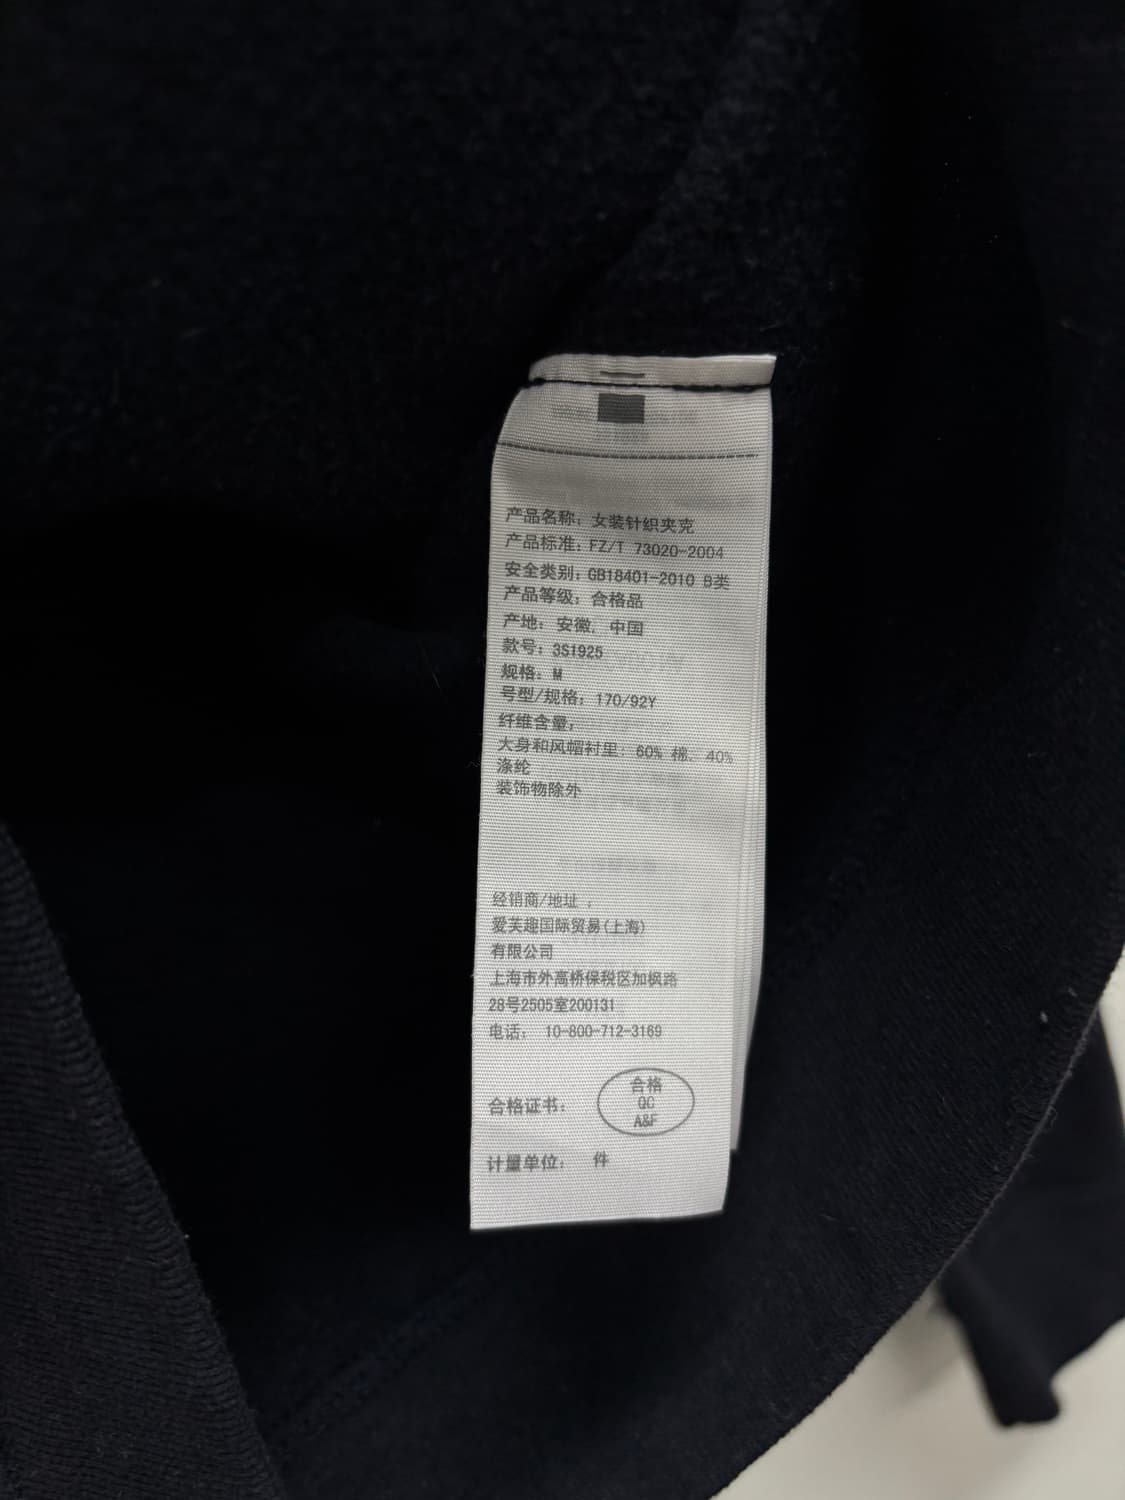 产品名称：女装针织夹克
产品标准：FZ/T 73020-2004
安全类别：GB18401-2010 B类
产品等级：合格品
产地：安徽, 中国
款号：3S1925
规格：M
号型/规格：170/92Y
纤维含量：
大身和风帽衬里：60% 棉, 40%
涤纶
装饰物除外
经销商/地址：
爱芙趣国际贸易(上海)
有限公司
上海市外高桥保税区加枫路
28号2505室200131
电话： 10-800-712-3169
合格证书：
合格
QC
A&F
计量单位： 件